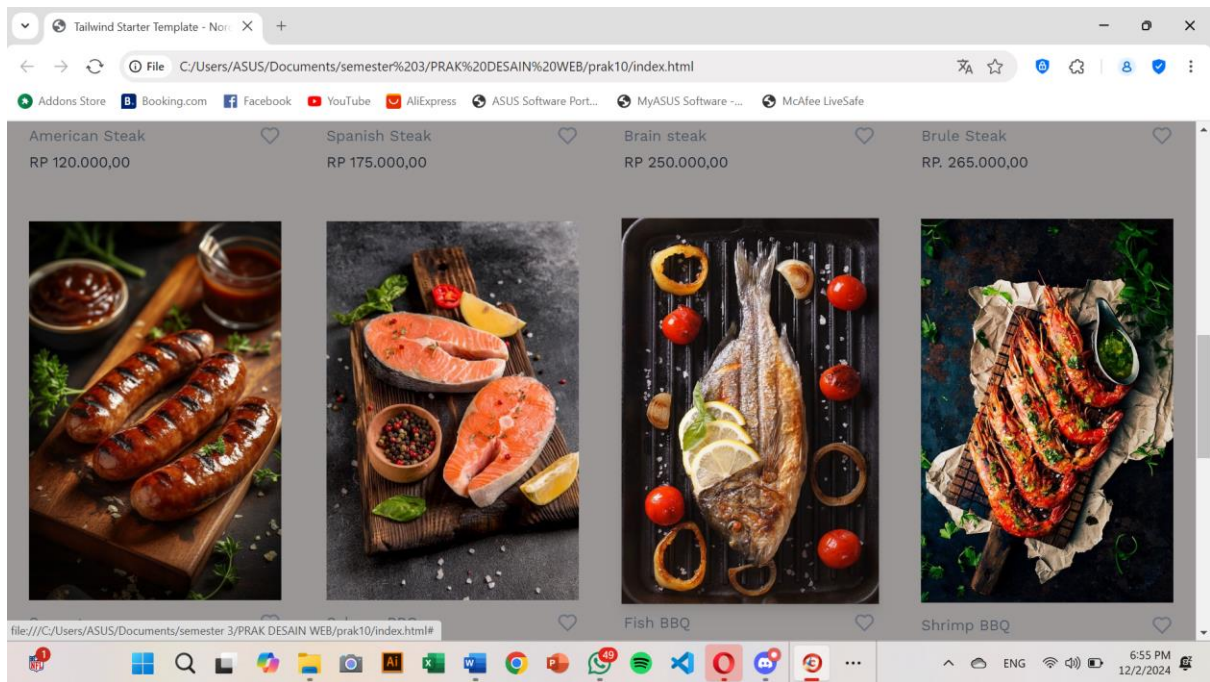 Tailwind Starter Template - Nor
File C:/Users/ASUS/Documents/semester%203/PRAK%20DESAIN%20WEB/prak10/index.html
Addons Store B. Booking.com Facebook YouTube AliExpress ASUS Software Port... MyASUS Software -... McAfee LiveSafe
American Steak Spanish Steak Brain steak Brule Steak
RP 120.000,00 RP 175.000,00 RP 250.000,00 RP. 265.000,00
Fish BBQ Shrimp BBQ
file:///C:/Users/ASUS/Documents/semester 3/PRAK DESAIN WEB/prak10/index.html#
1 NFL Ai 49 ENG 6:55 PM
12/2/2024